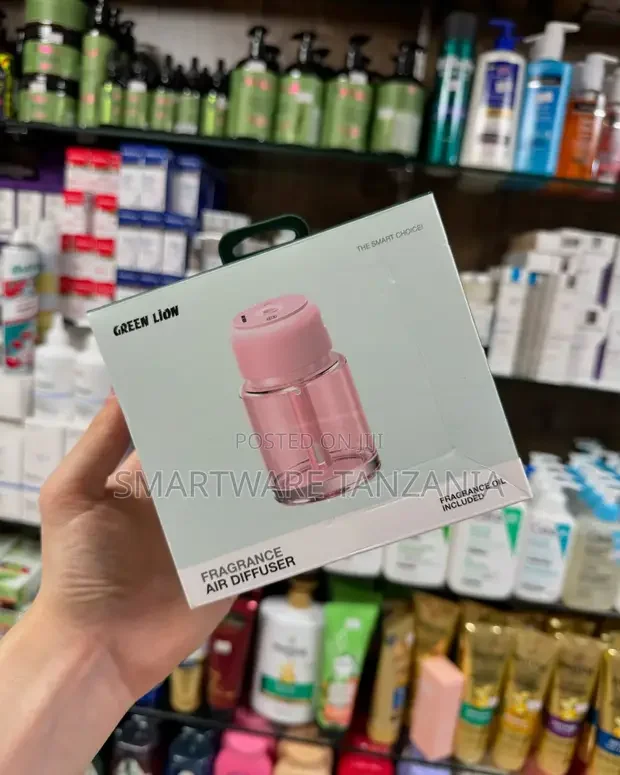 THE SMART CHOICE!
GREEN LION
POSTED ON JIJI
SMARTWARE TANZANIA
FRAGRANCE OIL
INCLUDED
FRAGRANCE
AIR DIFFUSER